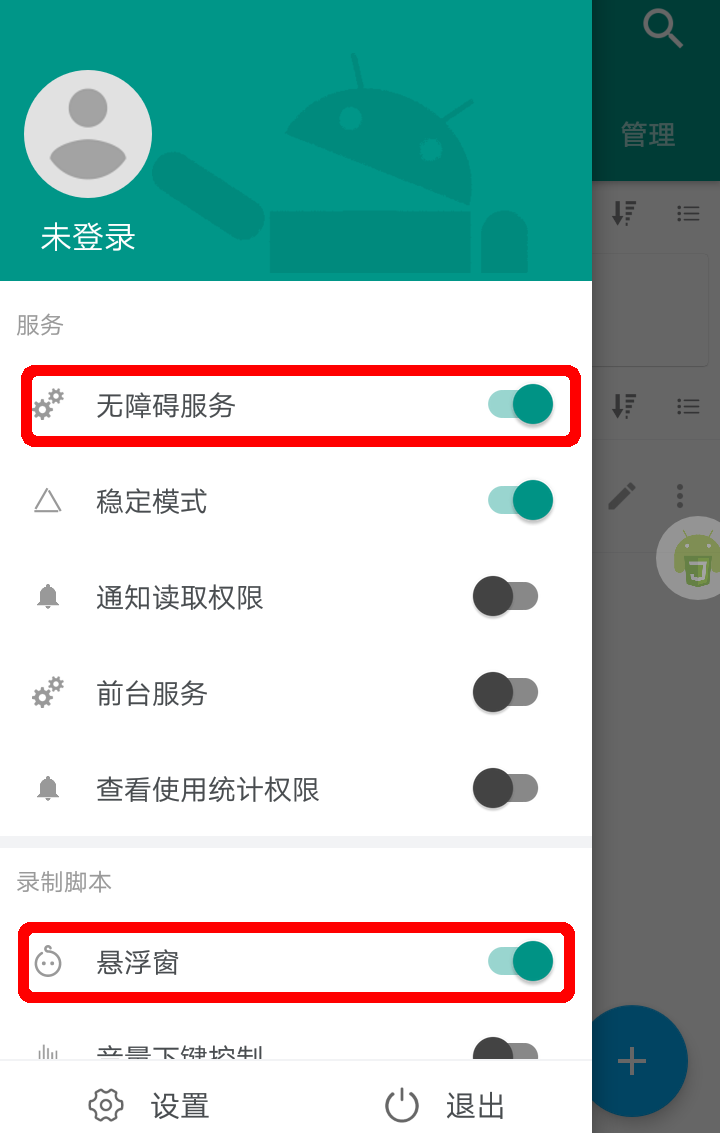 管理
未登录
服务
无障碍服务
稳定模式
通知读取权限
前台服务
查看使用统计权限
录制脚本
悬浮窗
音量下键控制
设置
退出